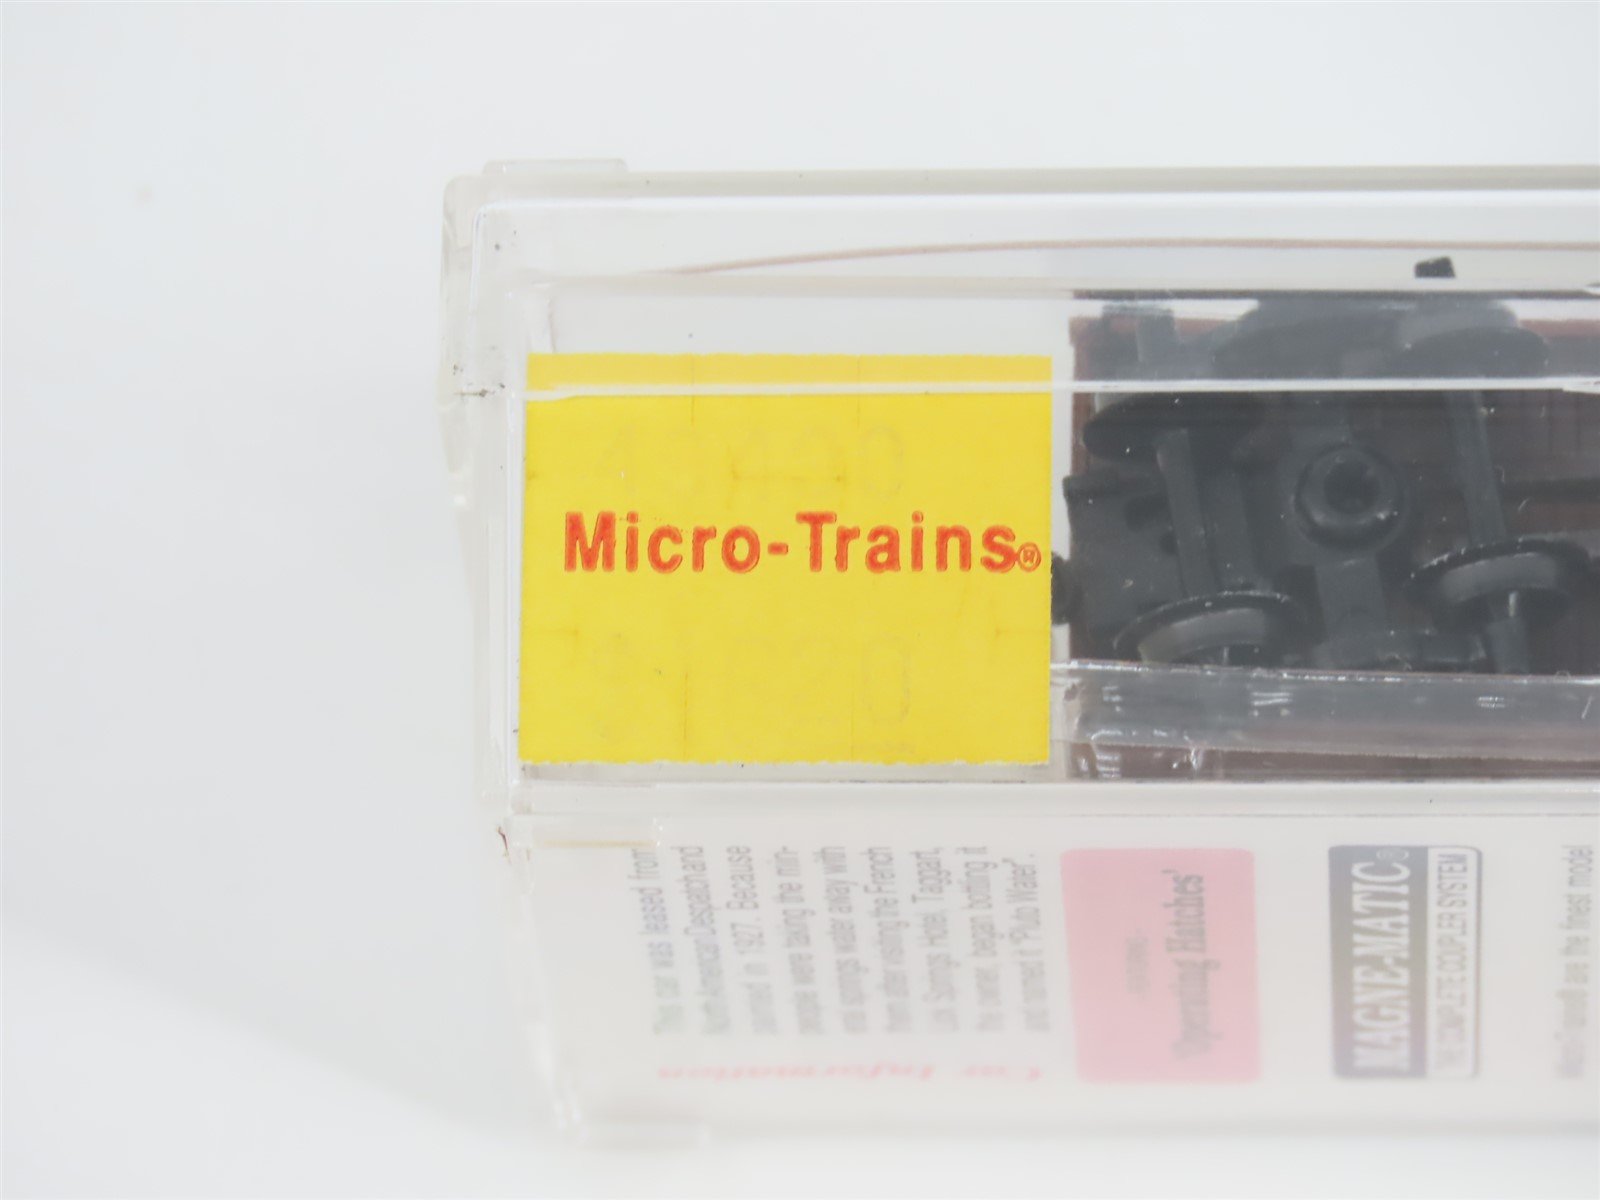 Micro-Trains®
Car Information
This car was leased from
North American Despatch and
painted in 1927. Because
people were taking the min-
eral springs water away with
them after visiting the French
Lick Springs Hotel, Taggart,
the owner, began bottling it
and named it "Pluto Water".
'Operating Hatches'
MAGNE-MATIC®
THE COMPLETE COUPLER SYSTEM
Micro-Trains® are the finest model